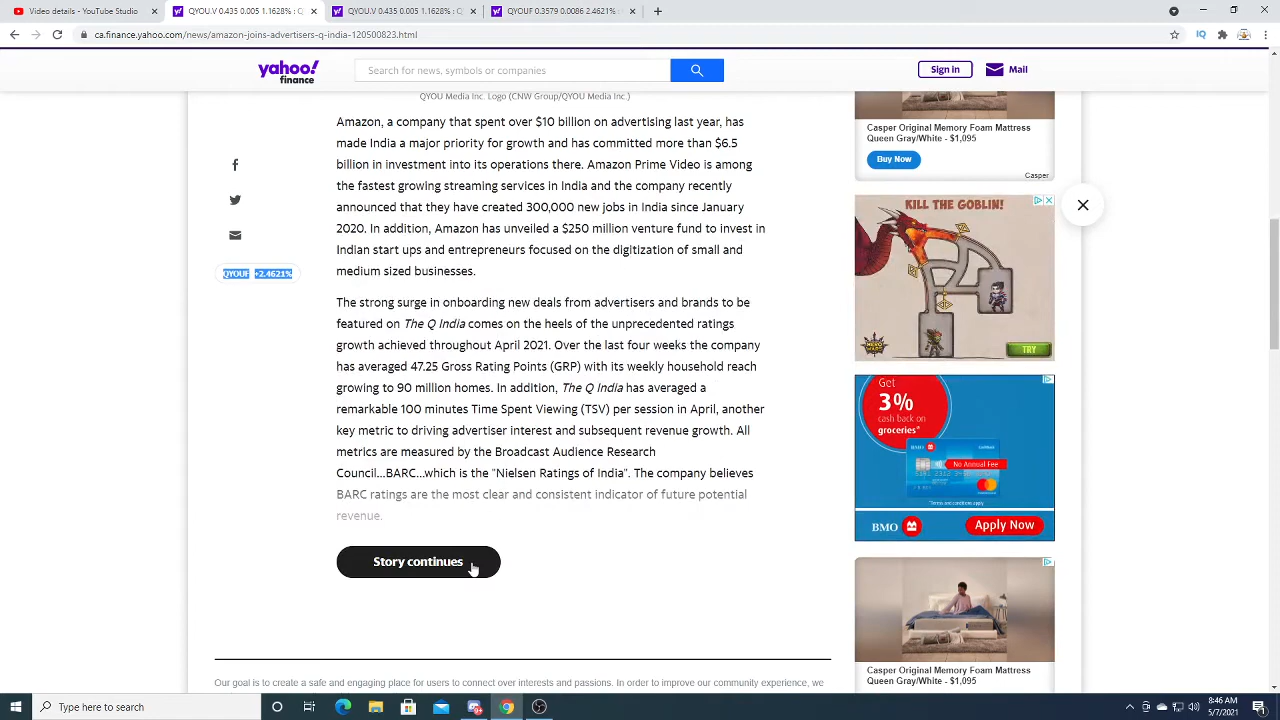 Video details - YouTube Studio
QYOU.V 0.435 0.005 1.1628% : Q
QYOU.V 0.435 0.005 1.1628% : Q
QYOUF 0.3579 0.0086 2.4621% :
ca.finance.yahoo.com/news/amazon-joins-advertisers-q-india-120500823.html
yahoo!
finance
Search for news, symbols or companies
Sign in
Mail
QYOU Media Inc. Logo (CNW Group/QYOU Media Inc.)
Amazon, a company that spent over $10 billion on advertising last year, has
made India a major priority for growth and has committed more than $6.5
billion in investment into its operations there. Amazon Prime Video is among
the fastest growing streaming services in India and the company recently
announced that they have created 300,000 new jobs in India since January
2020. In addition, Amazon has unveiled a $250 million venture fund to invest in
Indian start ups and entrepreneurs focused on the digitization of small and
medium sized businesses.
QYOUF +2.4621%
The strong surge in onboarding new deals from advertisers and brands to be
featured on The Q India comes on the heels of the unprecedented ratings
growth achieved throughout April 2021. Over the last four weeks the company
has averaged 47.25 Gross Rating Points (GRP) with its weekly household reach
growing to 90 million homes. In addition, The Q India has averaged a
remarkable 100 minutes Time Spent Viewing (TSV) per session in April, another
key metric to driving advertiser interest and subsequent revenue growth. All
metrics are measured by the Broadcast Audience Research
Council...BARC...which is the "Nielsen Ratings of India". The company believes
BARC ratings are the most clear and consistent indicator of future potential
revenue.
Story continues
Our goal is to create a safe and engaging place for users to connect over interests and passions. In order to improve our community experience, we
Casper Original Memory Foam Mattress
Queen Gray/White - $1,095
Buy Now
Casper
KILL THE GOBLIN!
HERO
WARS
TRY
Get
3%
cash back on
groceries*
No Annual Fee
*Terms and conditions apply
BMO
Apply Now
Casper Original Memory Foam Mattress
Queen Gray/White - $1,095
Type here to search
8:46 AM
5/7/2021